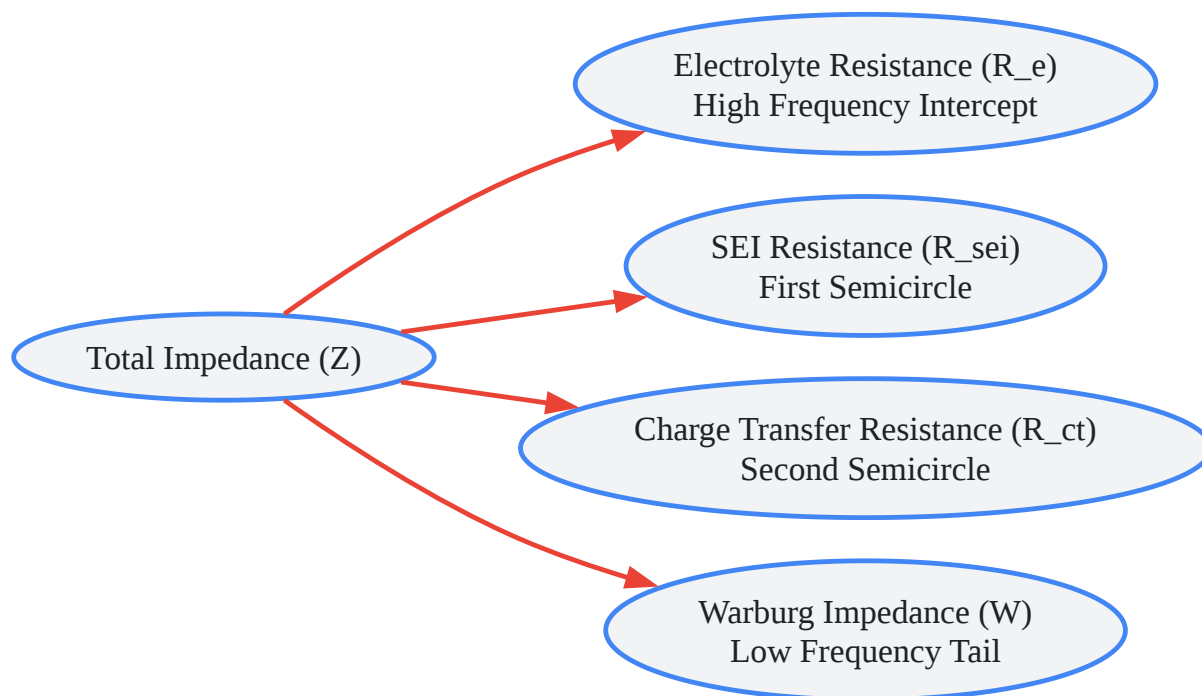 Electrolyte Resistance (R_e)
High Frequency Intercept
SEI Resistance (R_sei)
First Semicircle
Total Impedance (Z)
Charge Transfer Resistance (R_ct)
Second Semicircle
Warburg Impedance (W)
Low Frequency Tail